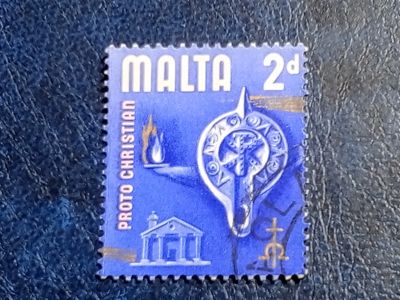 MALTA 2d
PROTO CHRISTIAN